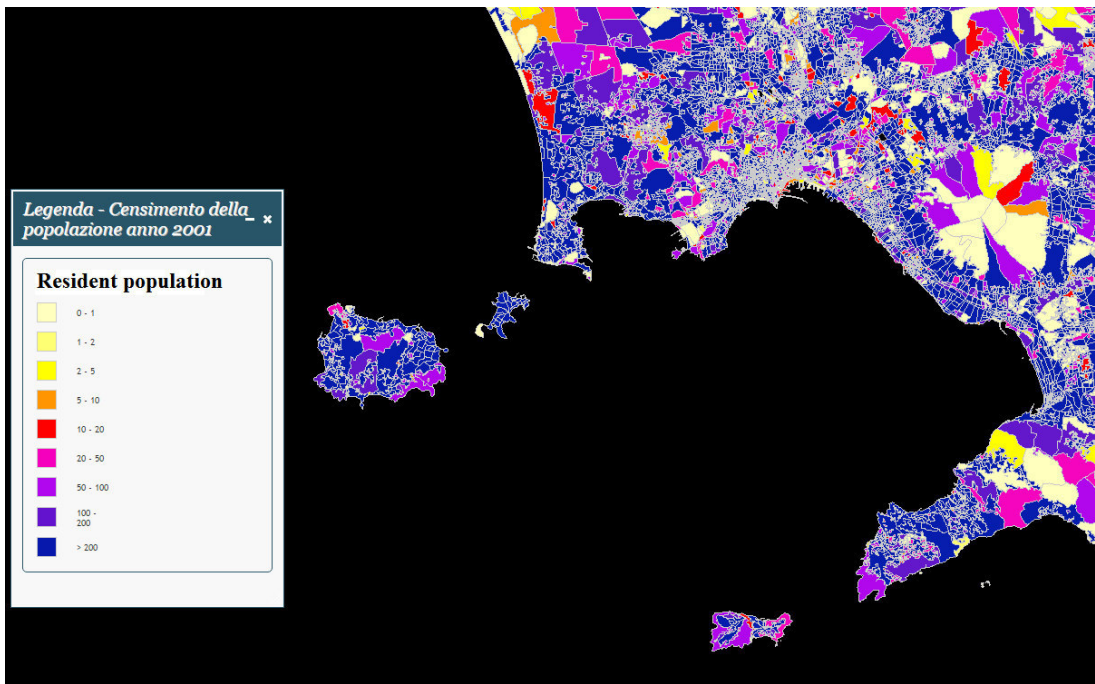 Legenda - Censimento della
popolazione anno 2001
Resident population
0 - 1
1 - 2
2 - 5
5 - 10
10 - 20
20 - 50
50 - 100
100 -
200
> 200